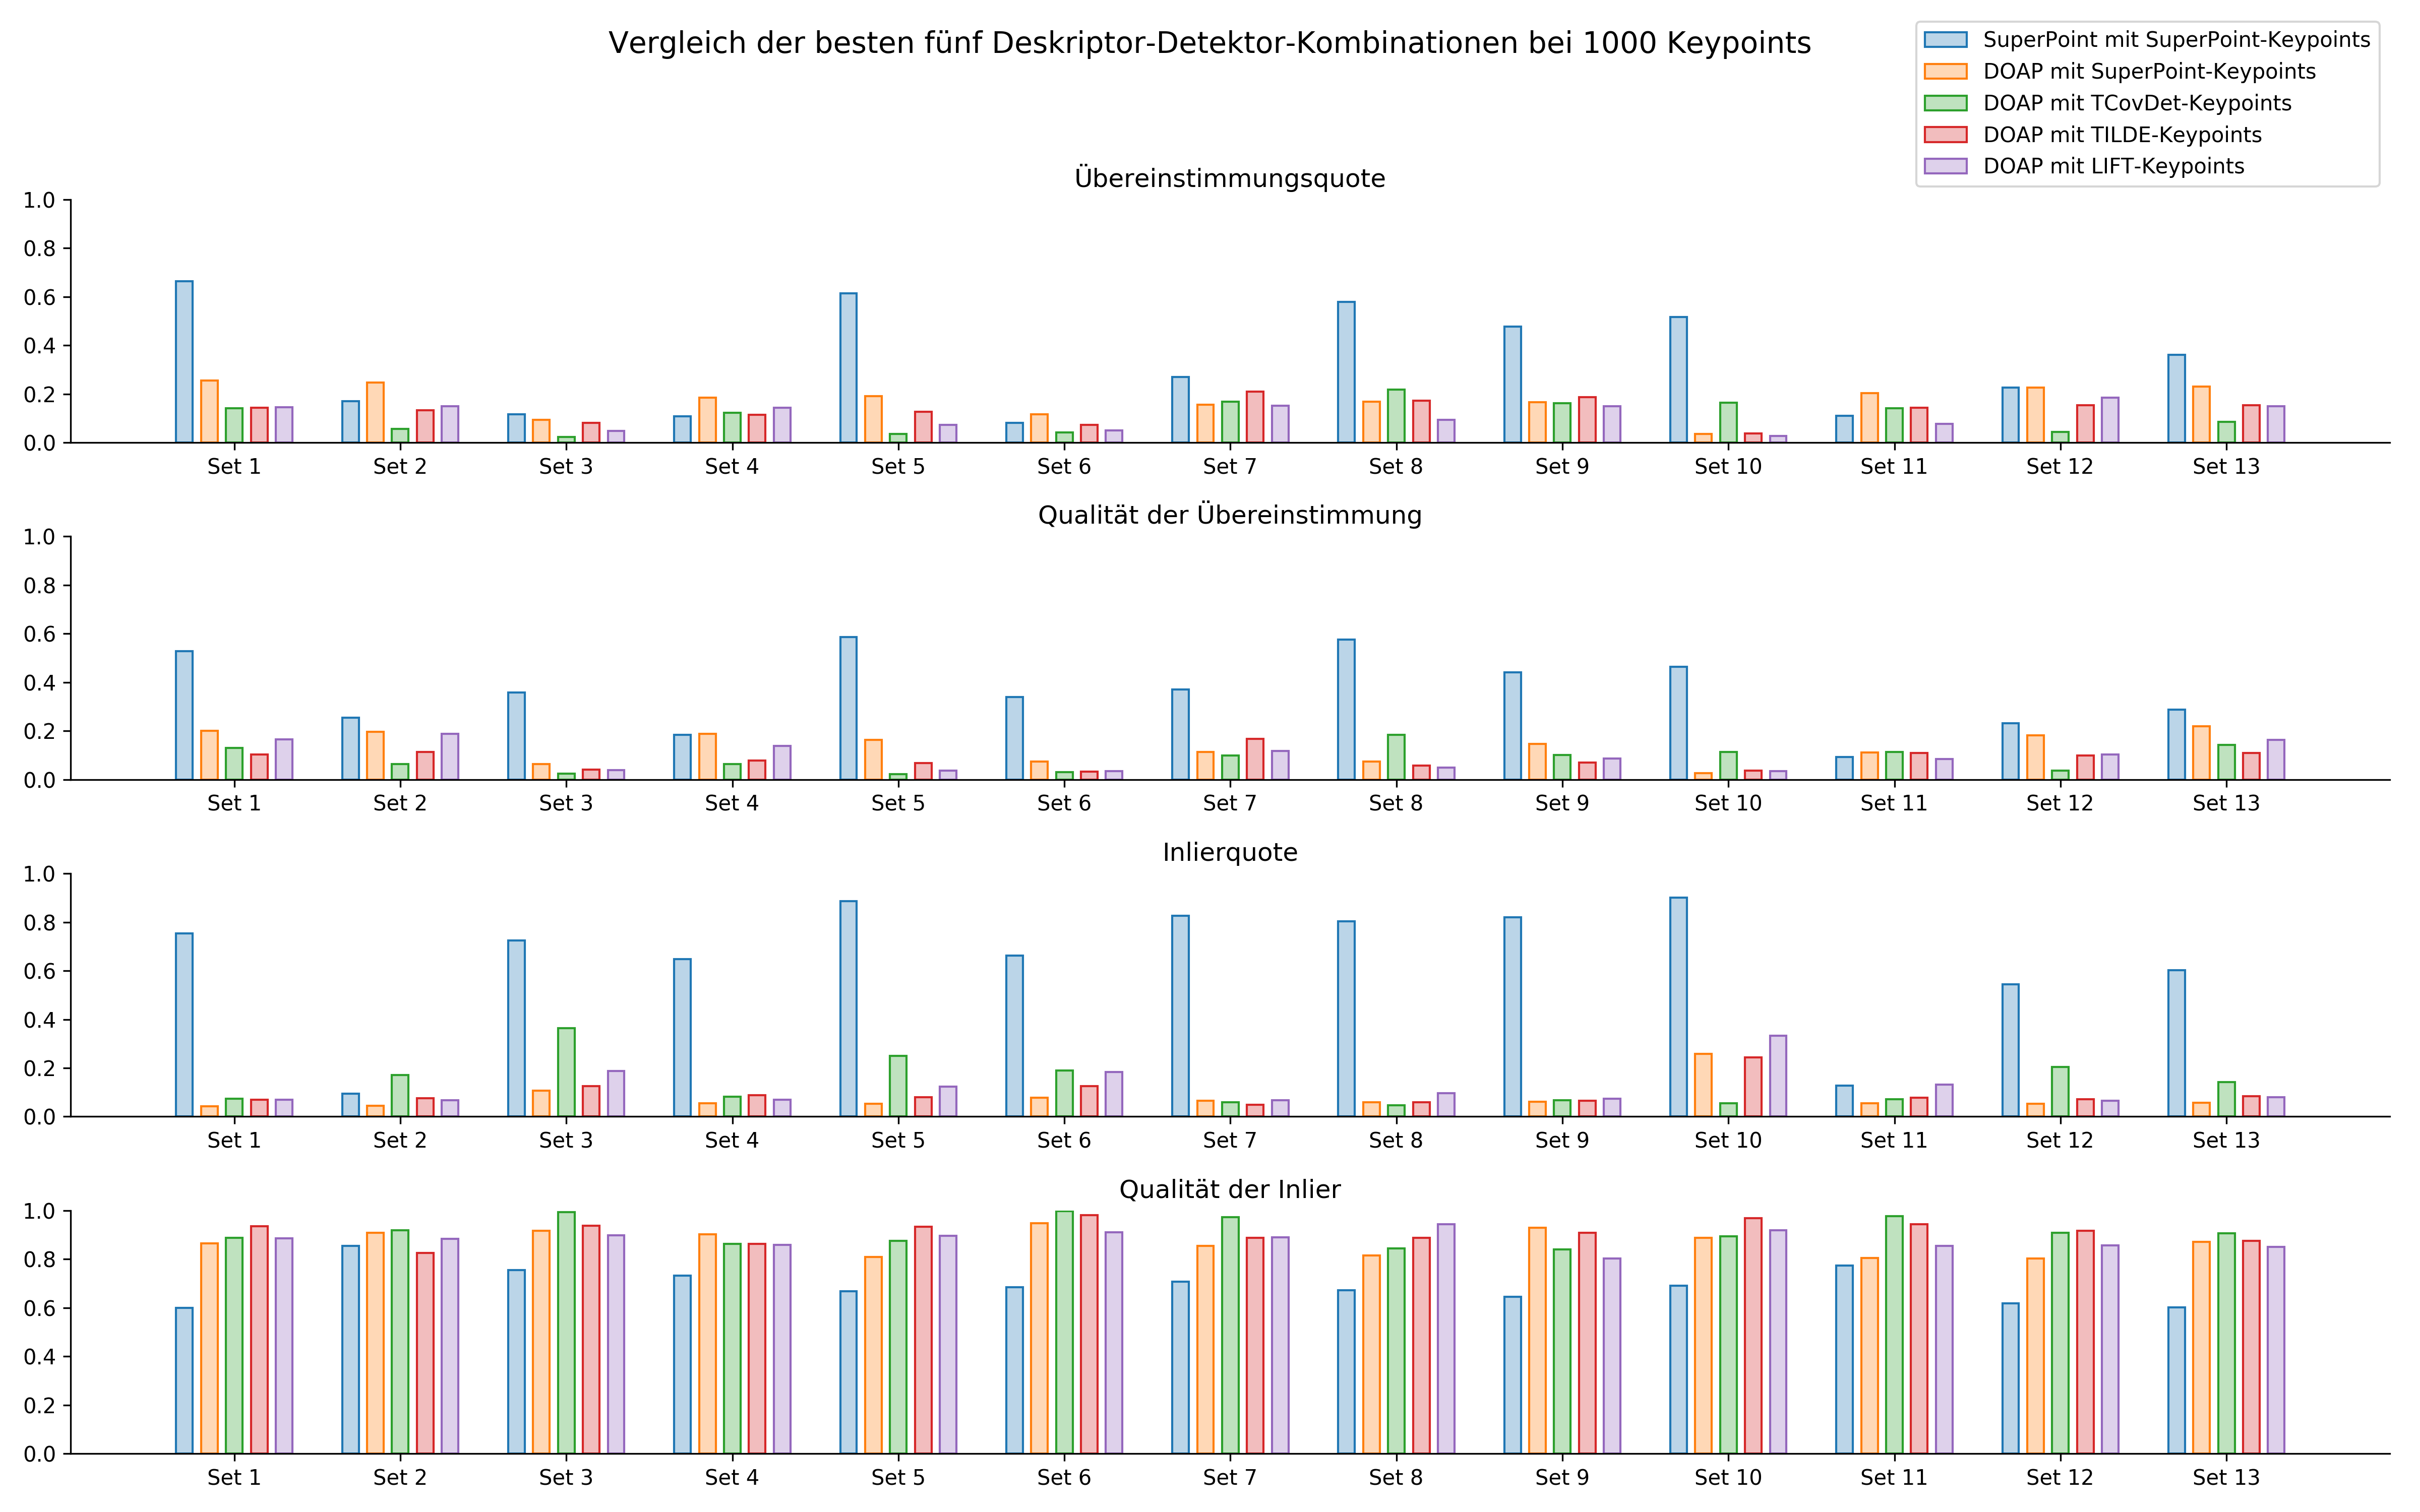 Vergleich der besten fünf Deskriptor-Detektor-Kombinationen bei 1000 Keypoints
SuperPoint mit SuperPoint-Keypoints
DOAP mit SuperPoint-Keypoints
DOAP mit TCovDet-Keypoints
DOAP mit TILDE-Keypoints
DOAP mit LIFT-Keypoints
Übereinstimmungsquote
1.0
0.8
0.6
0.4
0.2
0.0
Set 1 Set 2 Set 3 Set 4 Set 5 Set 6 Set 7 Set 8 Set 9 Set 10 Set 11 Set 12 Set 13
Qualität der Übereinstimmung
1.0
0.8
0.6
0.4
0.2
0.0
Set 1 Set 2 Set 3 Set 4 Set 5 Set 6 Set 7 Set 8 Set 9 Set 10 Set 11 Set 12 Set 13
Inlierquote
1.0
0.8
0.6
0.4
0.2
0.0
Set 1 Set 2 Set 3 Set 4 Set 5 Set 6 Set 7 Set 8 Set 9 Set 10 Set 11 Set 12 Set 13
Qualität der Inlier
1.0
0.8
0.6
0.4
0.2
0.0
Set 1 Set 2 Set 3 Set 4 Set 5 Set 6 Set 7 Set 8 Set 9 Set 10 Set 11 Set 12 Set 13